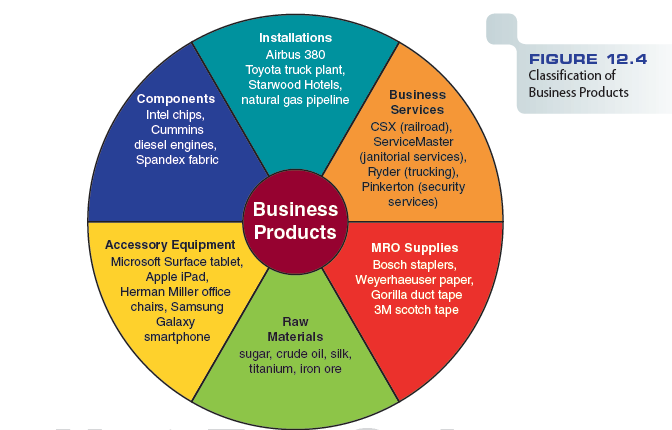 FIGURE 12.4
Classification of
Business Products
Installations
Airbus 380
Toyota truck plant,
Starwood Hotels,
natural gas pipeline
Business
Services
CSX (railroad),
ServiceMaster
(janitorial services),
Ryder (trucking),
Pinkerton (security
services)
MRO Supplies
Bosch staplers,
Weyerhaeuser paper,
Gorilla duct tape
3M scotch tape
Raw
Materials
sugar, crude oil, silk,
titanium, iron ore
Accessory Equipment
Microsoft Surface tablet,
Apple iPad,
Herman Miller office
chairs, Samsung
Galaxy
smartphone
Components
Intel chips,
Cummins
diesel engines,
Spandex fabric
Business
Products